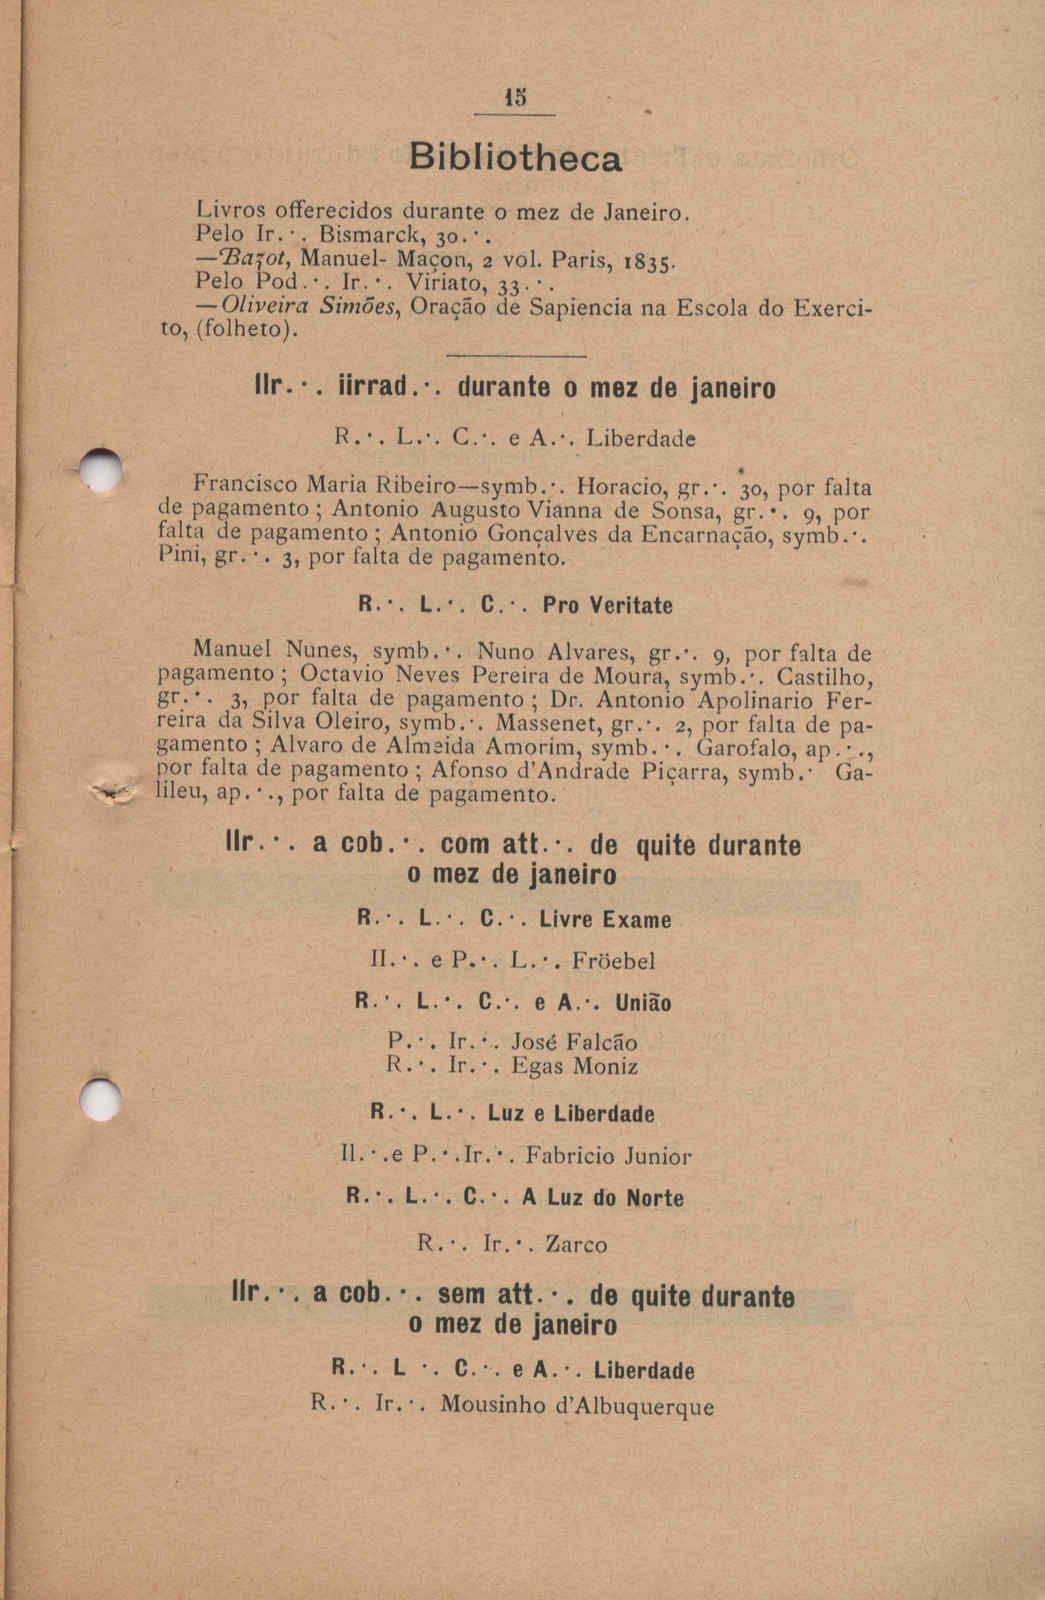 15
Bibliotheca
Livros offerecidos durante o mez de Janeiro.
Pelo Ir.·. Bismarck, 30.·.
—Bazot, Manuel- Maçon, 2 vol. Paris, 1835.
Pelo Pod.·. Ir.·. Viriato, 33.·.
—Oliveira Simões, Oração de Sapiencia na Escola do Exerci-
to, (folheto).
IIr.·. iirrad.·. durante o mez de janeiro
R.·. L.·. C.·. e A.·. Liberdade
Francisco Maria Ribeiro—symb.·. Horacio, gr.·. 30, por falta
de pagamento ; Antonio Augusto Vianna de Sonsa, gr.·. 9, por
falta de pagamento ; Antonio Gonçalves da Encarnação, symb.·.
Pini, gr.·. 3, por falta de pagamento.
R.·. L.·. C.·. Pro Veritate
Manuel Nunes, symb.·. Nuno Alvares, gr.·. 9, por falta de
pagamento ; Octavio Neves Pereira de Moura, symb.·. Castilho,
gr.·. 3, por falta de pagamento ; Dr. Antonio Apolinario Fer-
reira da Silva Oleiro, symb.·. Massenet, gr.·. 2, por falta de pa-
gamento ; Alvaro de Almeida Amorim, symb.·. Garofalo, ap.·.,
por falta de pagamento ; Afonso d'Andrade Piçarra, symb.· Ga-
lileu, ap.·., por falta de pagamento.
IIr.·. a cob.·. com att.·. de quite durante
o mez de janeiro
R.·. L.·. C.·. Livre Exame
II.·. e P.·. L.·. Fröebel
R.·. L.·. C.·. e A.·. União
P.·. Ir.·. José Falcão
R.·. Ir.·. Egas Moniz
R.·. L.·. Luz e Liberdade
Il.·.e P.·.Ir.·. Fabricio Junior
R.·. L.·. C.·. A Luz do Norte
R.·. Ir.·. Zarco
IIr.·. a cob.·. sem att.·. de quite durante
o mez de janeiro
R.·. L ·. C.·. e A.·. Liberdade
R.·. Ir.·. Mousinho d'Albuquerque